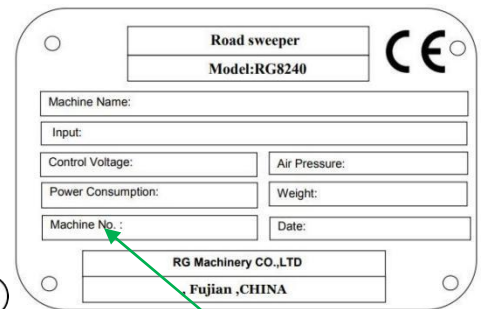 Road sweeper
CE
Model:RG8240
Machine Name:
Input:
Control Voltage: Air Pressure:
Power Consumption: Weight:
Machine No. : Date:
RG Machinery CO.,LTD
, Fujian ,CHINA